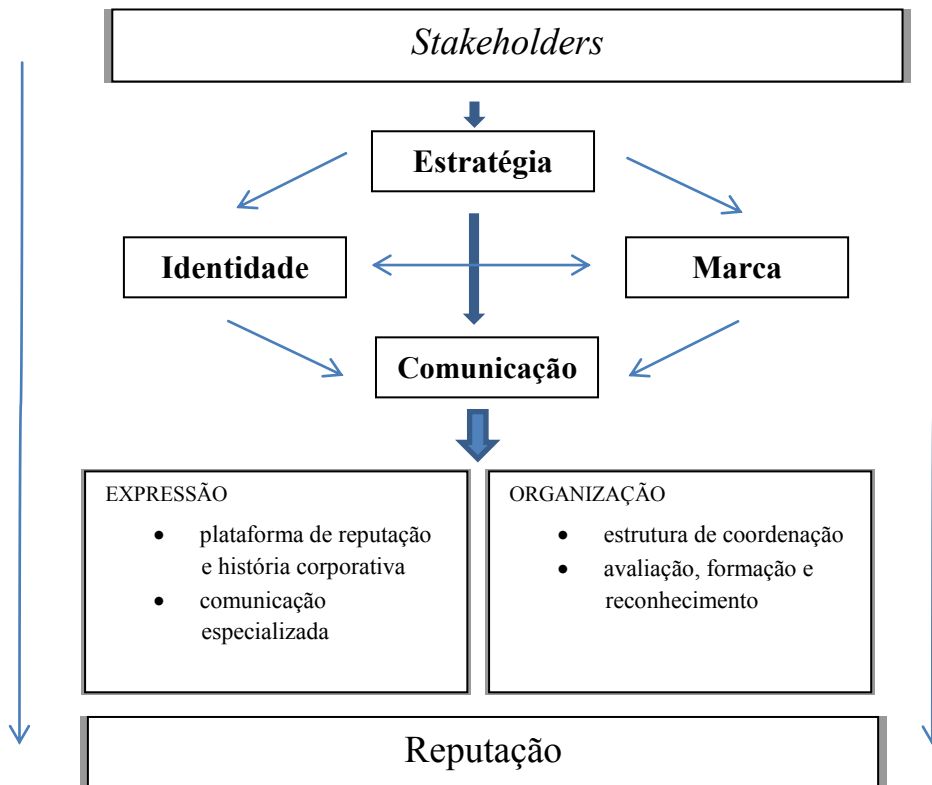 Stakeholders
Estratégia
Identidade
Marca
Comunicação
EXPRESSÃO
• plataforma de reputação
e história corporativa
• comunicação
especializada
ORGANIZAÇÃO
• estrutura de coordenação
• avaliação, formação e
reconhecimento
Reputação